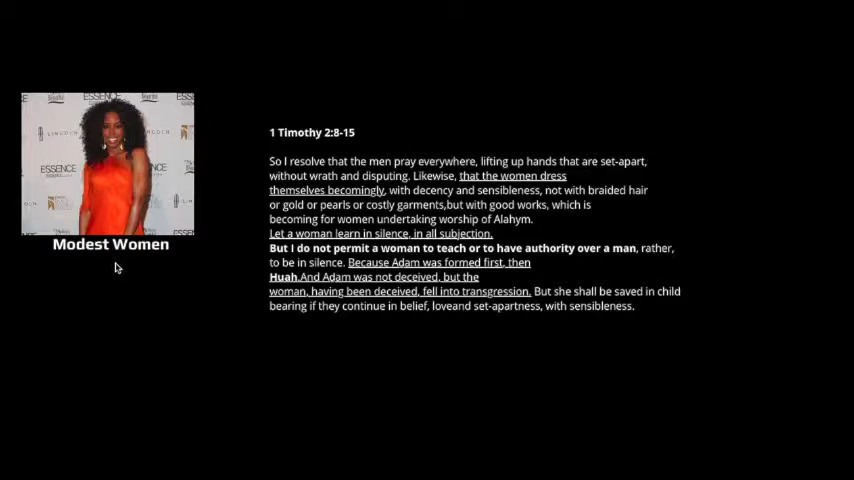 ESSENCE
LINCOLN
ESSENCE
ESSENCE
Modest Women
1 Timothy 2:8-15
So I resolve that the men pray everywhere, lifting up hands that are set-apart,
without wrath and disputing. Likewise, that the women dress
themselves becomingly, with decency and sensibleness, not with braided hair
or gold or pearls or costly garments,but with good works, which is
becoming for women undertaking worship of Alahym.
Let a woman learn in silence, in all subjection.
But I do not permit a woman to teach or to have authority over a man, rather,
to be in silence. Because Adam was formed first, then
Huah.And Adam was not deceived, but the
woman, having been deceived, fell into transgression. But she shall be saved in child
bearing if they continue in belief, loveand set-apartness, with sensibleness.